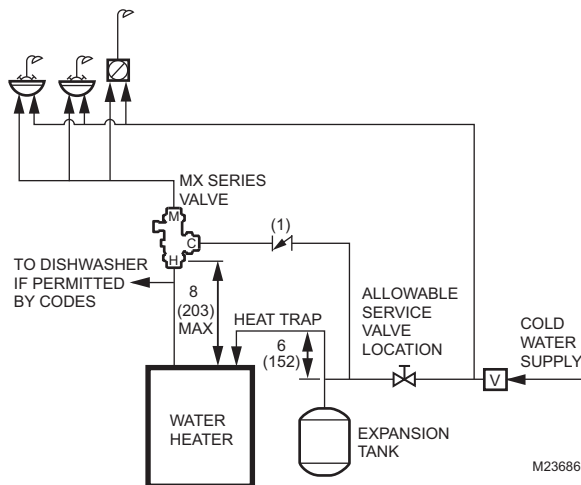 MX SERIES
VALVE
M
(1)
C
H
TO DISHWASHER
IF PERMITTED
BY CODES
8
(203)
MAX
HEAT TRAP
6
(152)
ALLOWABLE
SERVICE
VALVE
LOCATION
COLD
WATER
SUPPLY
V
WATER
HEATER
EXPANSION
TANK
M23686